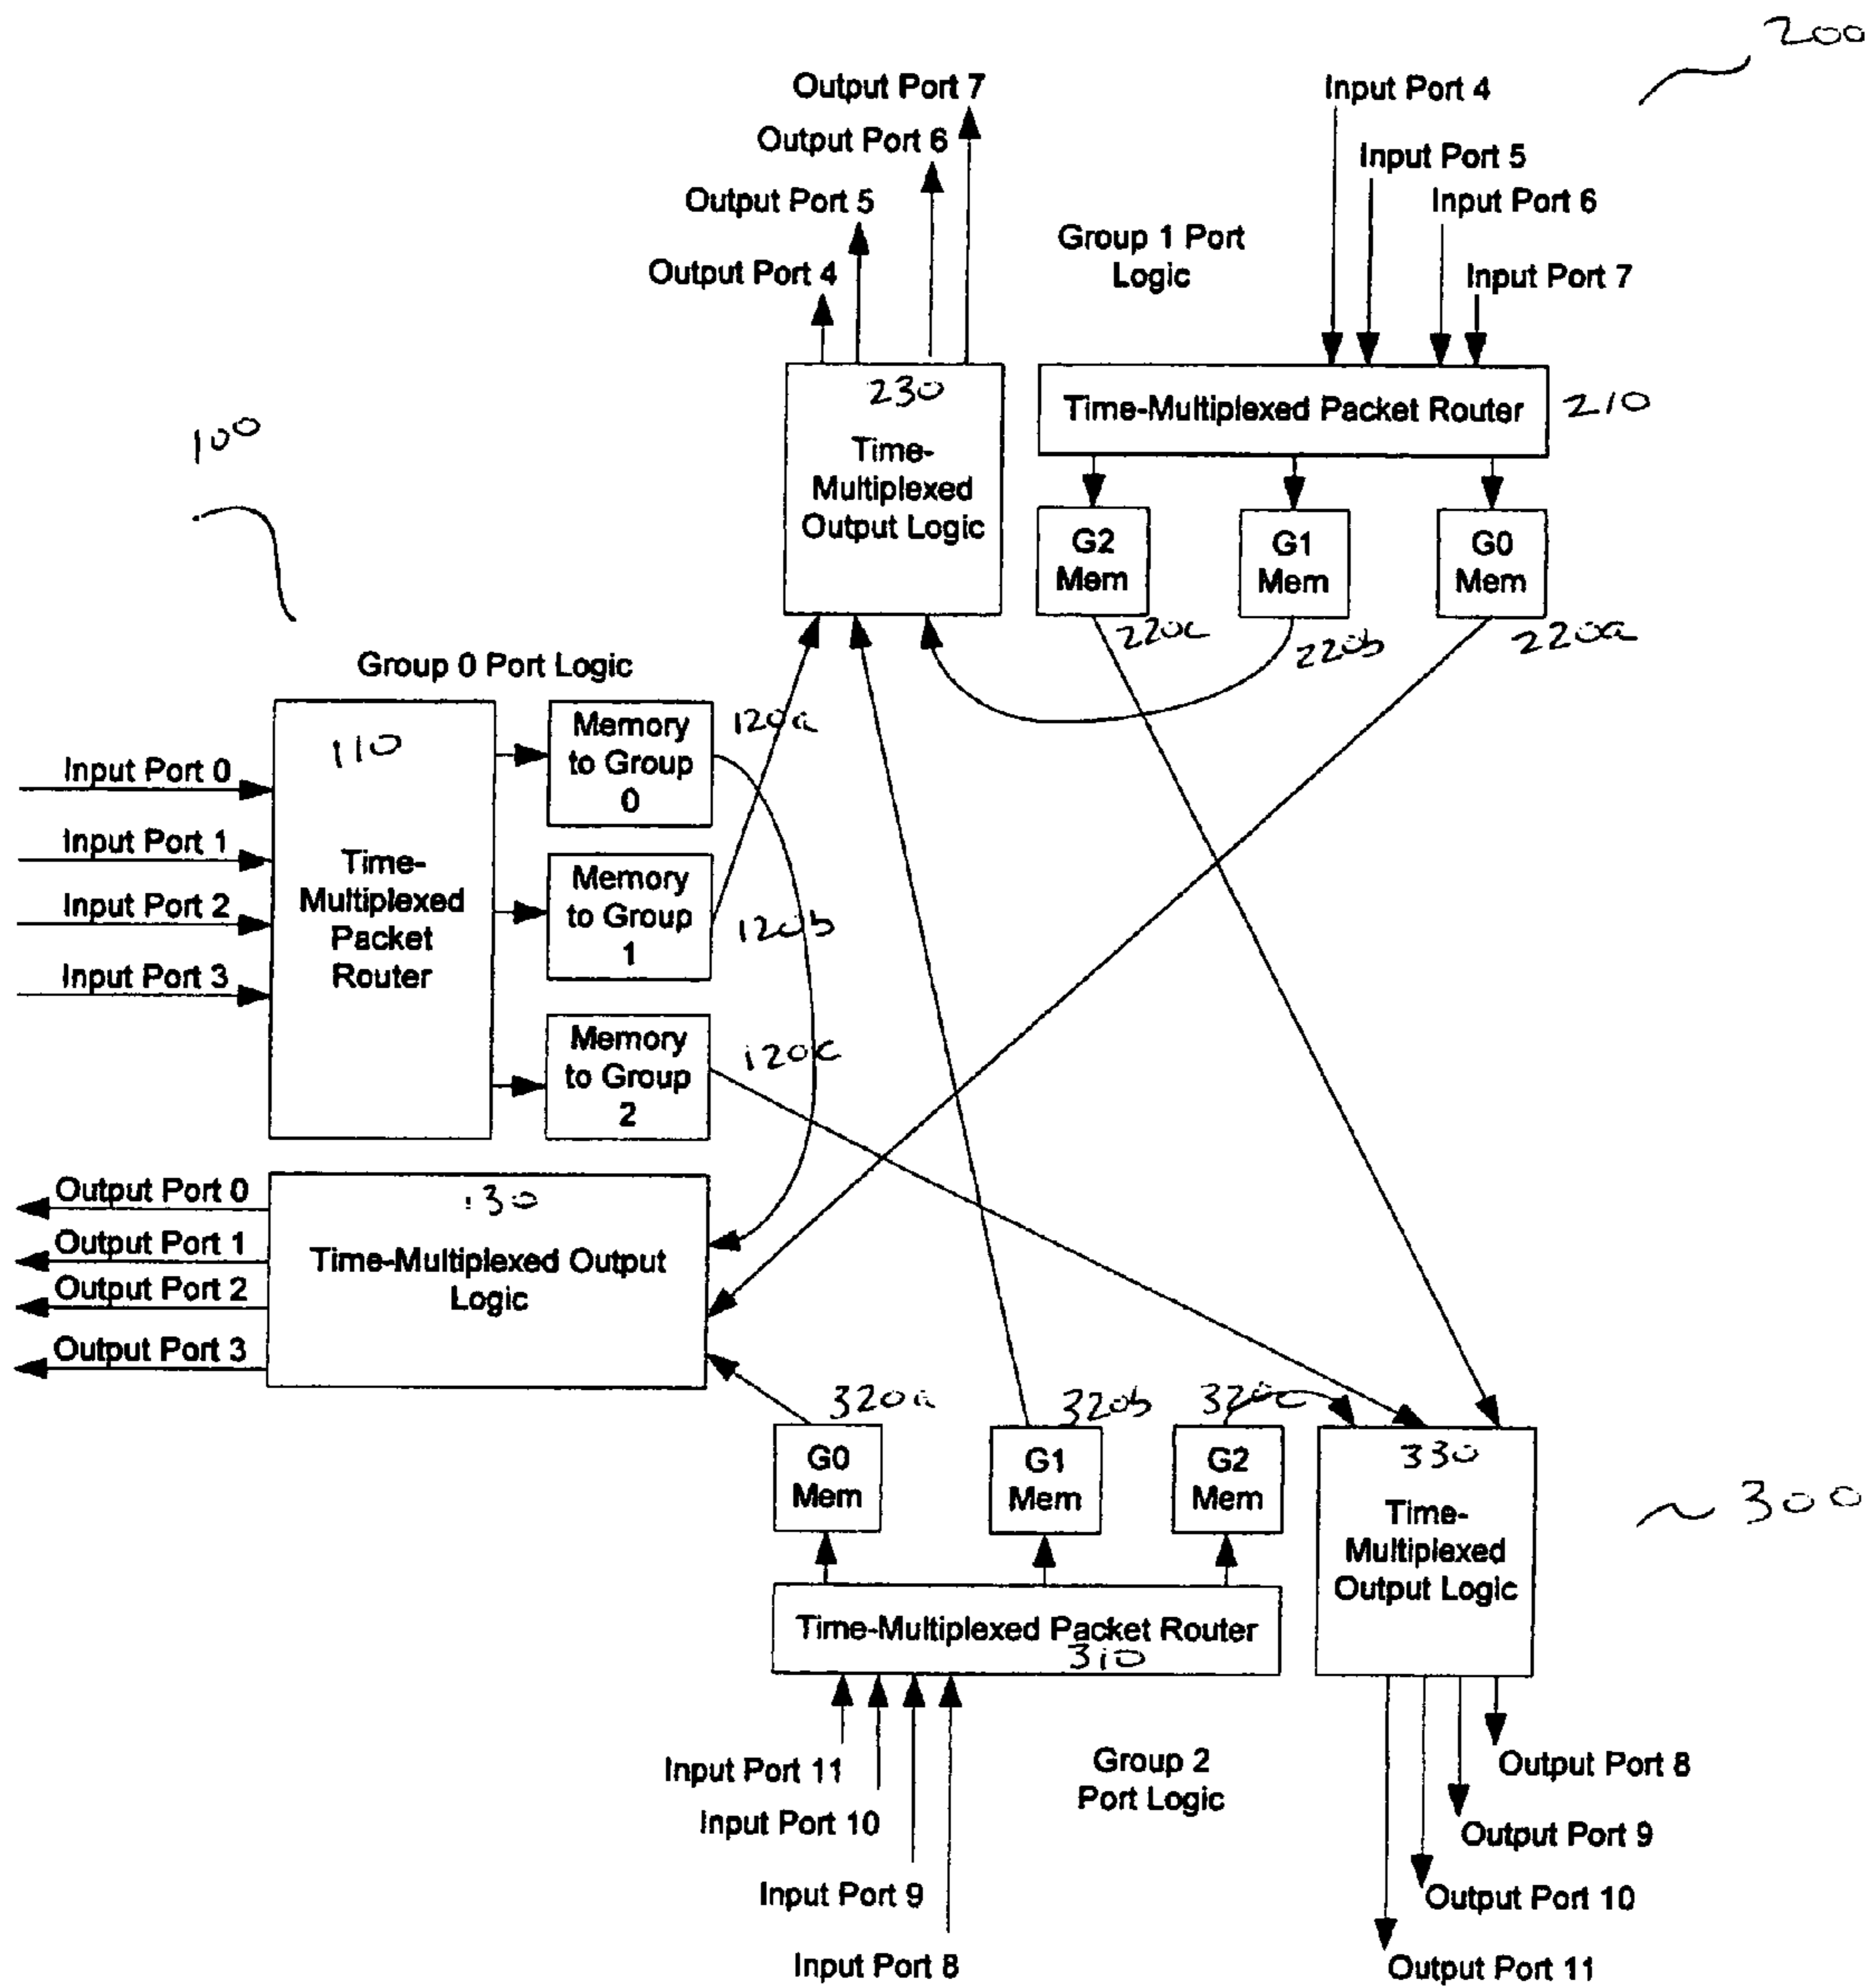 200
Output Port 7
Output Port 6
Output Port 5
Output Port 4
Input Port 4
Input Port 5
Input Port 6
Input Port 7
Group 1 Port
Logic
230
Time-
Multiplexed
Output Logic
Time-Multiplexed Packet Router
210
G2
Mem
G1
Mem
G0
Mem
220c
220b
220a
100
Group 0 Port Logic
Input Port 0
Input Port 1
Input Port 2
Input Port 3
110
Time-
Multiplexed
Packet
Router
Memory
to Group
0
120a
Memory
to Group
1
120b
Memory
to Group
2
120c
Output Port 0
Output Port 1
Output Port 2
Output Port 3
130
Time-Multiplexed Output
Logic
320a
320b
320c
G0
Mem
G1
Mem
G2
Mem
330
Time-
Multiplexed
Output Logic
300
Time-Multiplexed Packet Router
310
Input Port 11
Input Port 10
Input Port 9
Input Port 8
Group 2
Port Logic
Output Port 8
Output Port 9
Output Port 10
Output Port 11